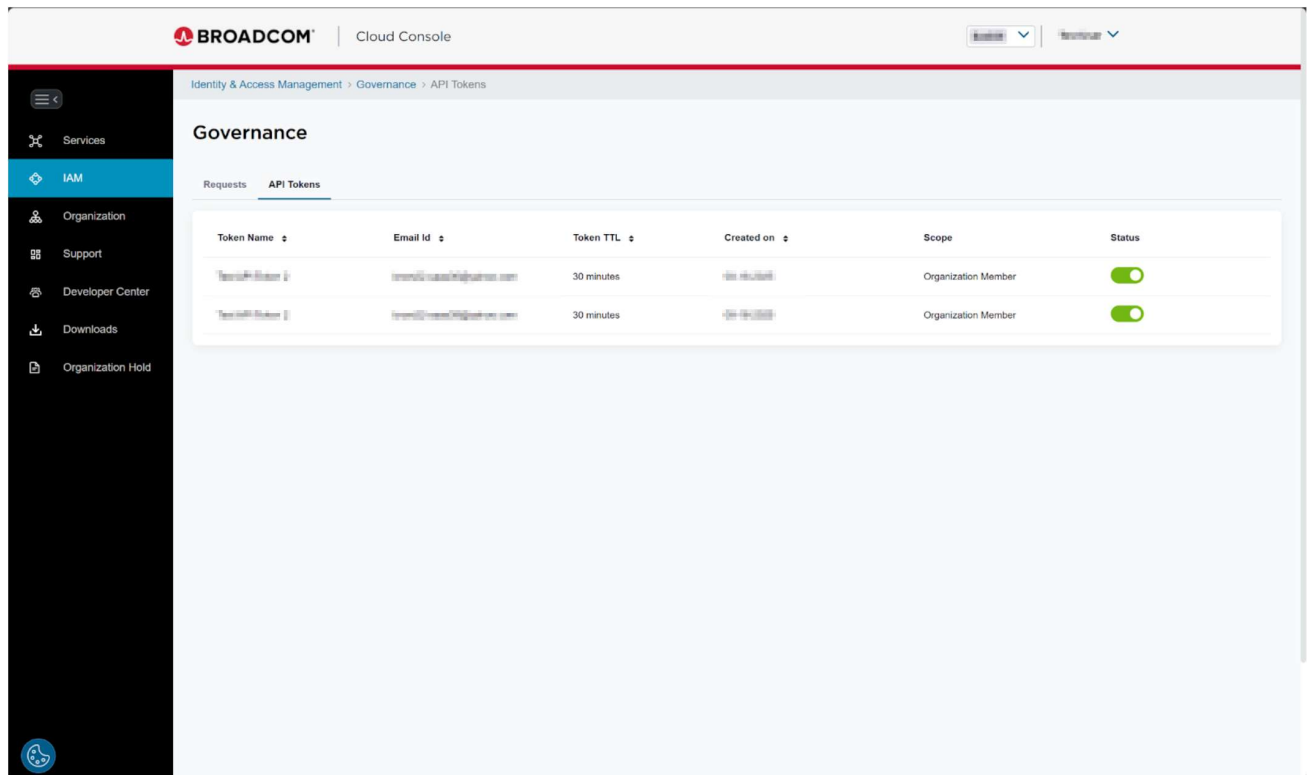 BROADCOM Cloud Console
Identity & Access Management > Governance > API Tokens
Services
IAM
Organization
Support
Developer Center
Downloads
Organization Hold
Governance
Requests API Tokens
Token Name Email Id Token TTL Created on Scope Status
30 minutes Organization Member
30 minutes Organization Member